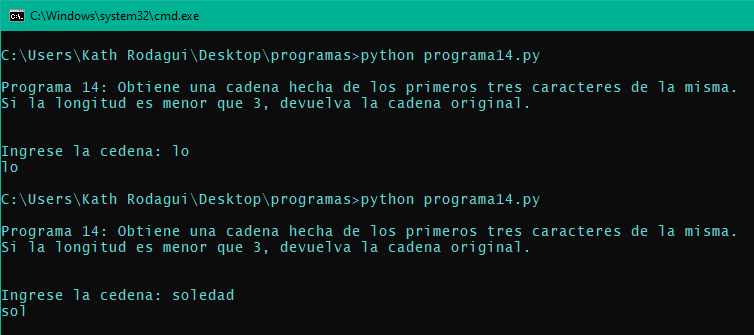 C:\Windows\system32\cmd.exe
C:\Users\Kath Rodagui\Desktop\programas>python programa14.py
Programa 14: Obtiene una cadena hecha de los primeros tres caracteres de la misma.
Si la longitud es menor que 3, devuelva la cadena original.
Ingrese la cedena: lo
lo
C:\Users\Kath Rodagui\Desktop\programas>python programa14.py
Programa 14: Obtiene una cadena hecha de los primeros tres caracteres de la misma.
Si la longitud es menor que 3, devuelva la cadena original.
Ingrese la cedena: soledad
sol